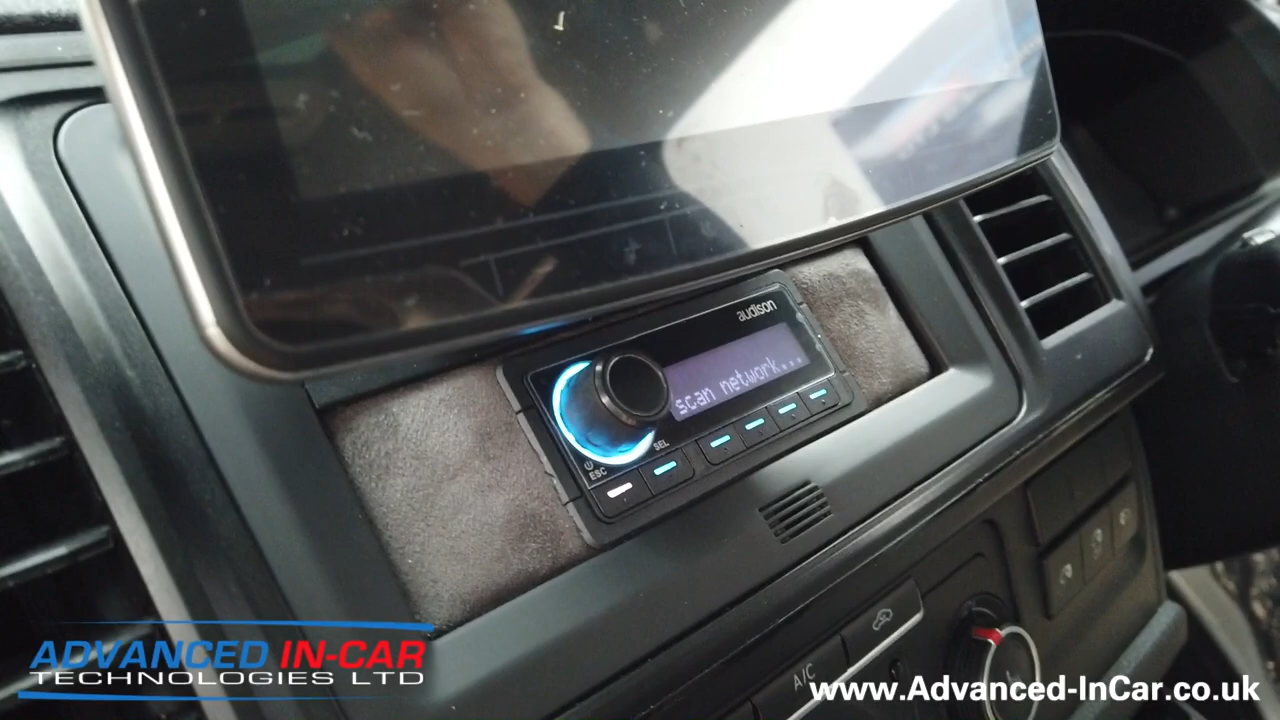 audison
scan network...
SEL
ESC
A/C
ADVANCED IN-CAR
TECHNOLOGIES LTD
www.Advanced-InCar.co.uk